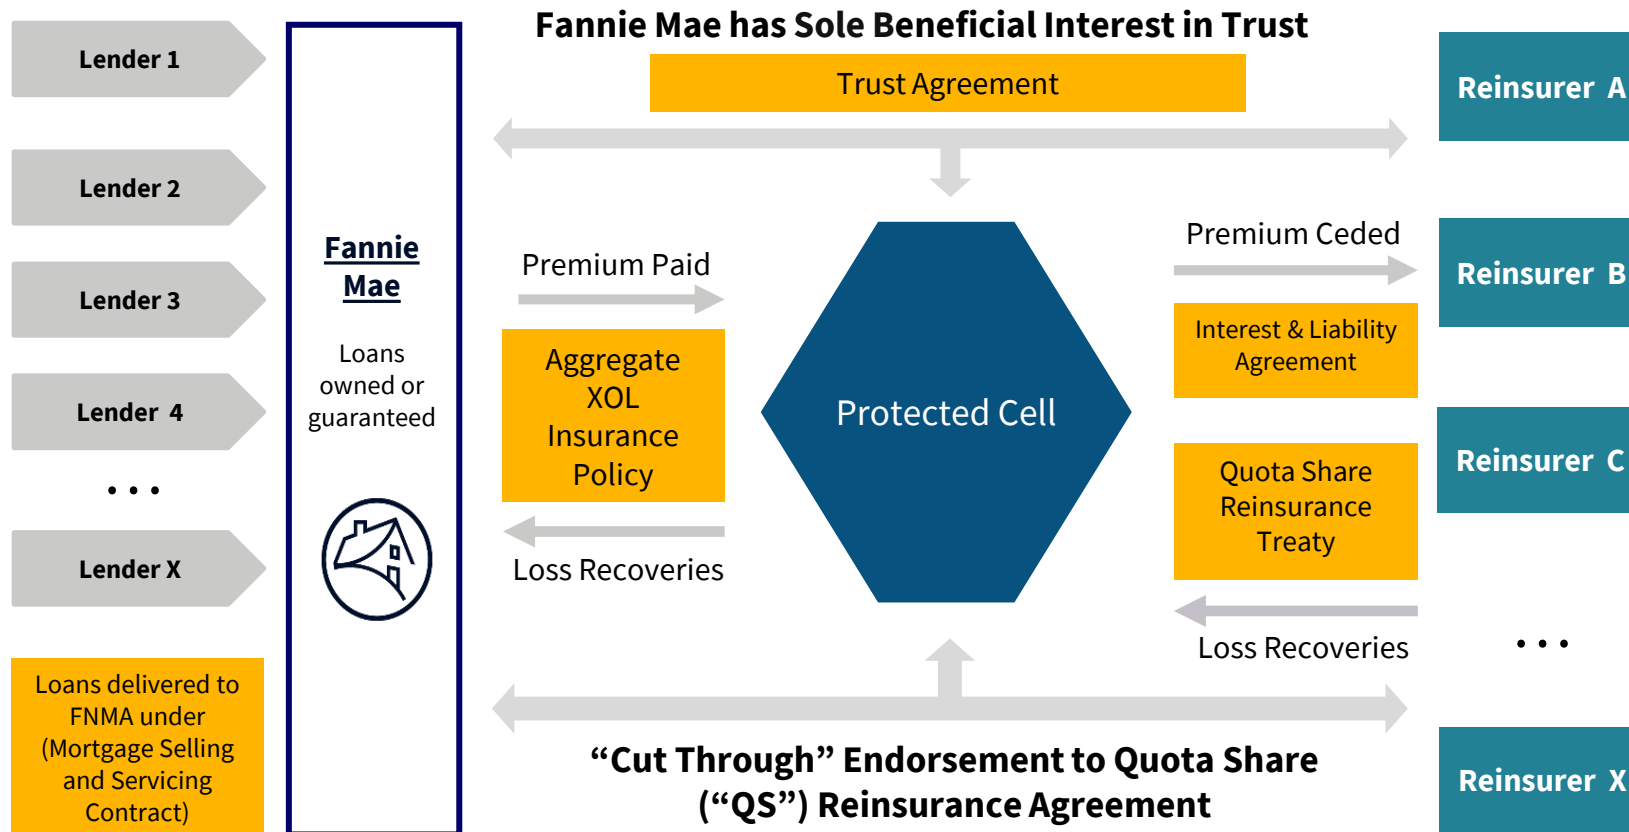 Fannie Mae has Sole Beneficial Interest in Trust
Trust Agreement
Lender 1
Lender 2
Lender 3
Lender 4
...
Lender X
Loans delivered to
FNMA under
(Mortgage Selling
and Servicing
Contract)
Fannie
Mae
Loans
owned or
guaranteed
Premium Paid
Aggregate
XOL
Insurance
Policy
Loss Recoveries
Protected Cell
Premium Ceded
Interest & Liability
Agreement
Quota Share
Reinsurance
Treaty
Loss Recoveries
Reinsurer A
Reinsurer B
Reinsurer C
...
Reinsurer X
“Cut Through” Endorsement to Quota Share
(“QS”) Reinsurance Agreement